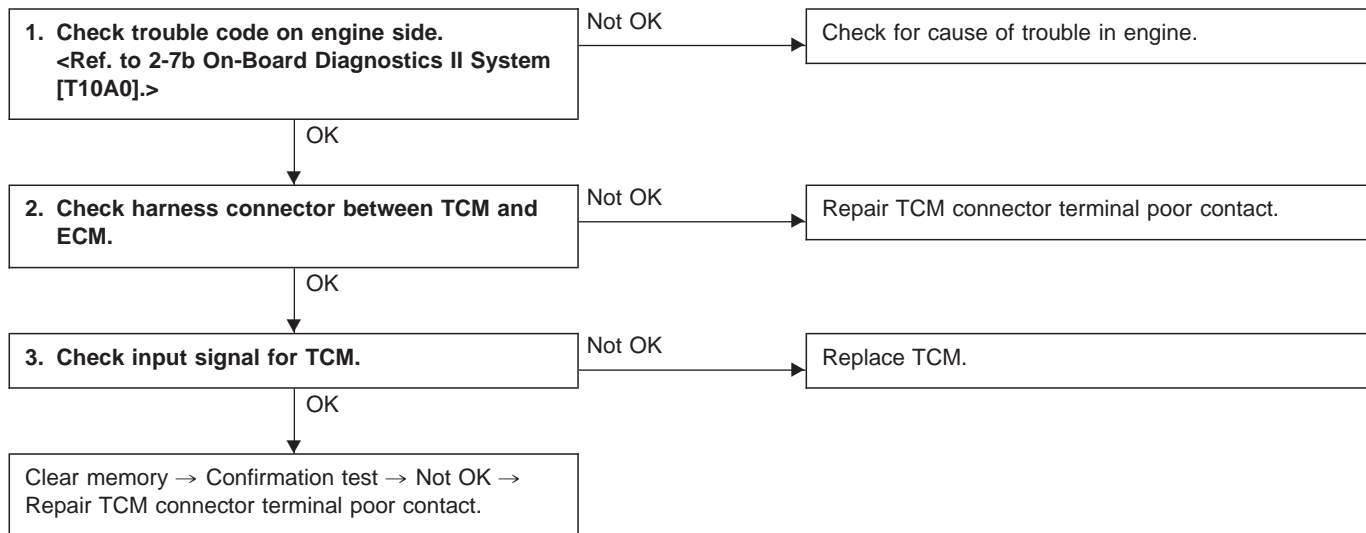 1. Check trouble code on engine side.
<Ref. to 2-7b On-Board Diagnostics II System
[T10A0].>
Not OK
Check for cause of trouble in engine.
OK
2. Check harness connector between TCM and
ECM.
Not OK
Repair TCM connector terminal poor contact.
OK
3. Check input signal for TCM.
Not OK
Replace TCM.
OK
Clear memory → Confirmation test → Not OK →
Repair TCM connector terminal poor contact.